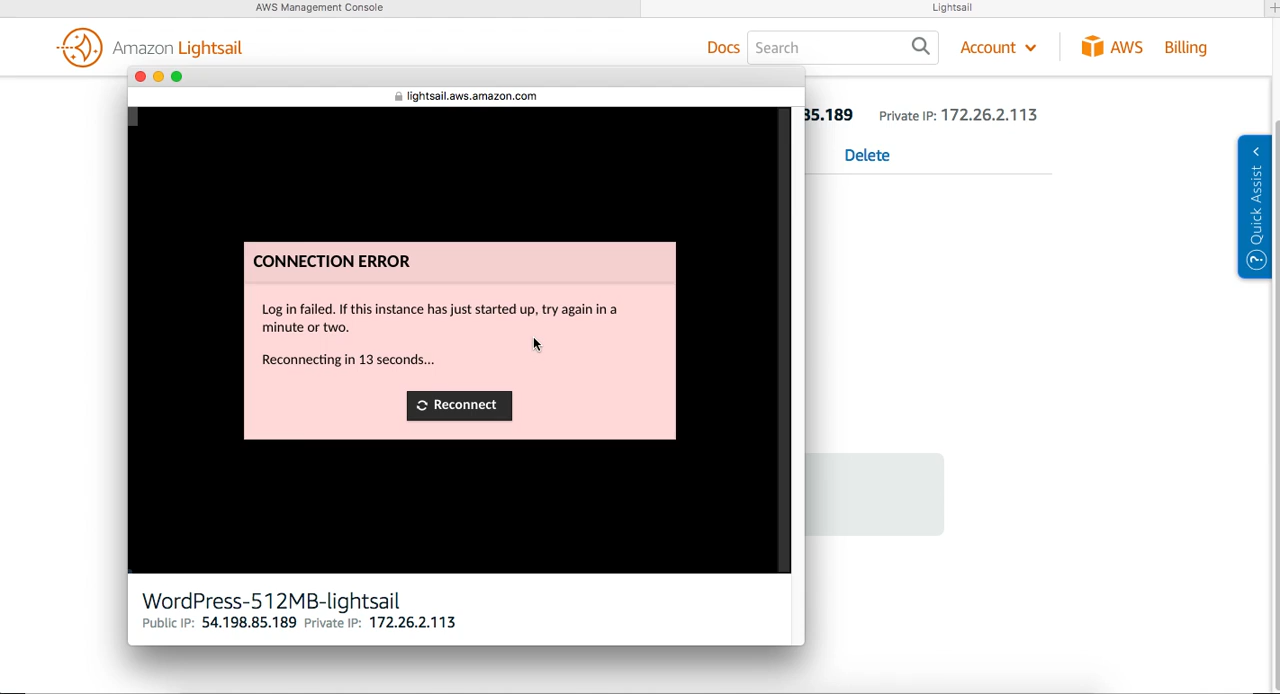 AWS Management Console
Lightsail
Amazon Lightsail
Docs
Search
Account
AWS
Billing
lightsail.aws.amazon.com
35.189
Private IP: 172.26.2.113
Delete
Quick Assist
?
CONNECTION ERROR
Log in failed. If this instance has just started up, try again in a
minute or two.
Reconnecting in 13 seconds...
Reconnect
WordPress-512MB-lightsail
Public IP: 54.198.85.189 Private IP: 172.26.2.113